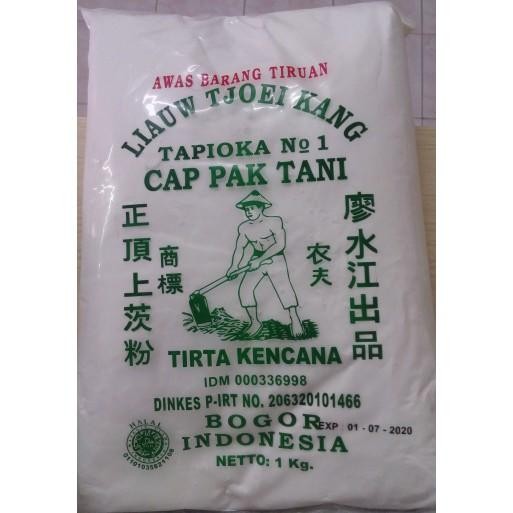 AWAS BARANG TIRUAN
LIAUW TJOEI KANG
TAPIOKA No 1
CAP PAK TANI
正頂上茨粉
商標
农夫
廖水江出品
TIRTA KENCANA
IDM 000336998
DINKES P-IRT NO. 206320101466
BOGOR
EXP : 01 - 07 - 2020
INDONESIA
NETTO: 1 Kg.
HALAL